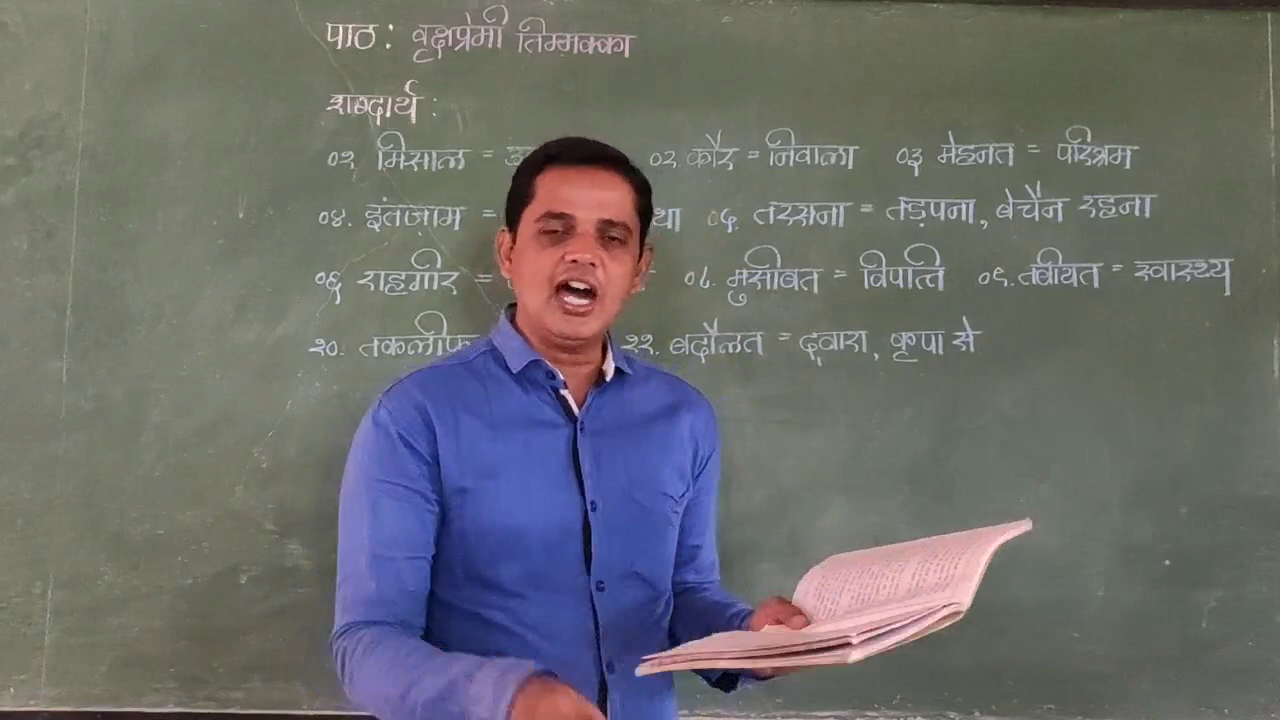 पाठ : वृक्षप्रेमी तिम्मक्का
शब्दार्थ :
०१ मिसाल = ०२. कौर = निवाला ०३ मेहनत = परिश्रम
०४. इंतज़ाम = था ०५. तरसना = तड़पना, बेचैन रहना
०६ राहगीर = ०८. मुसीबत = विपत्ति ०९. तबीयत = स्वास्थ्य
१०. ११. बदौलत = द्वारा, कृपा से